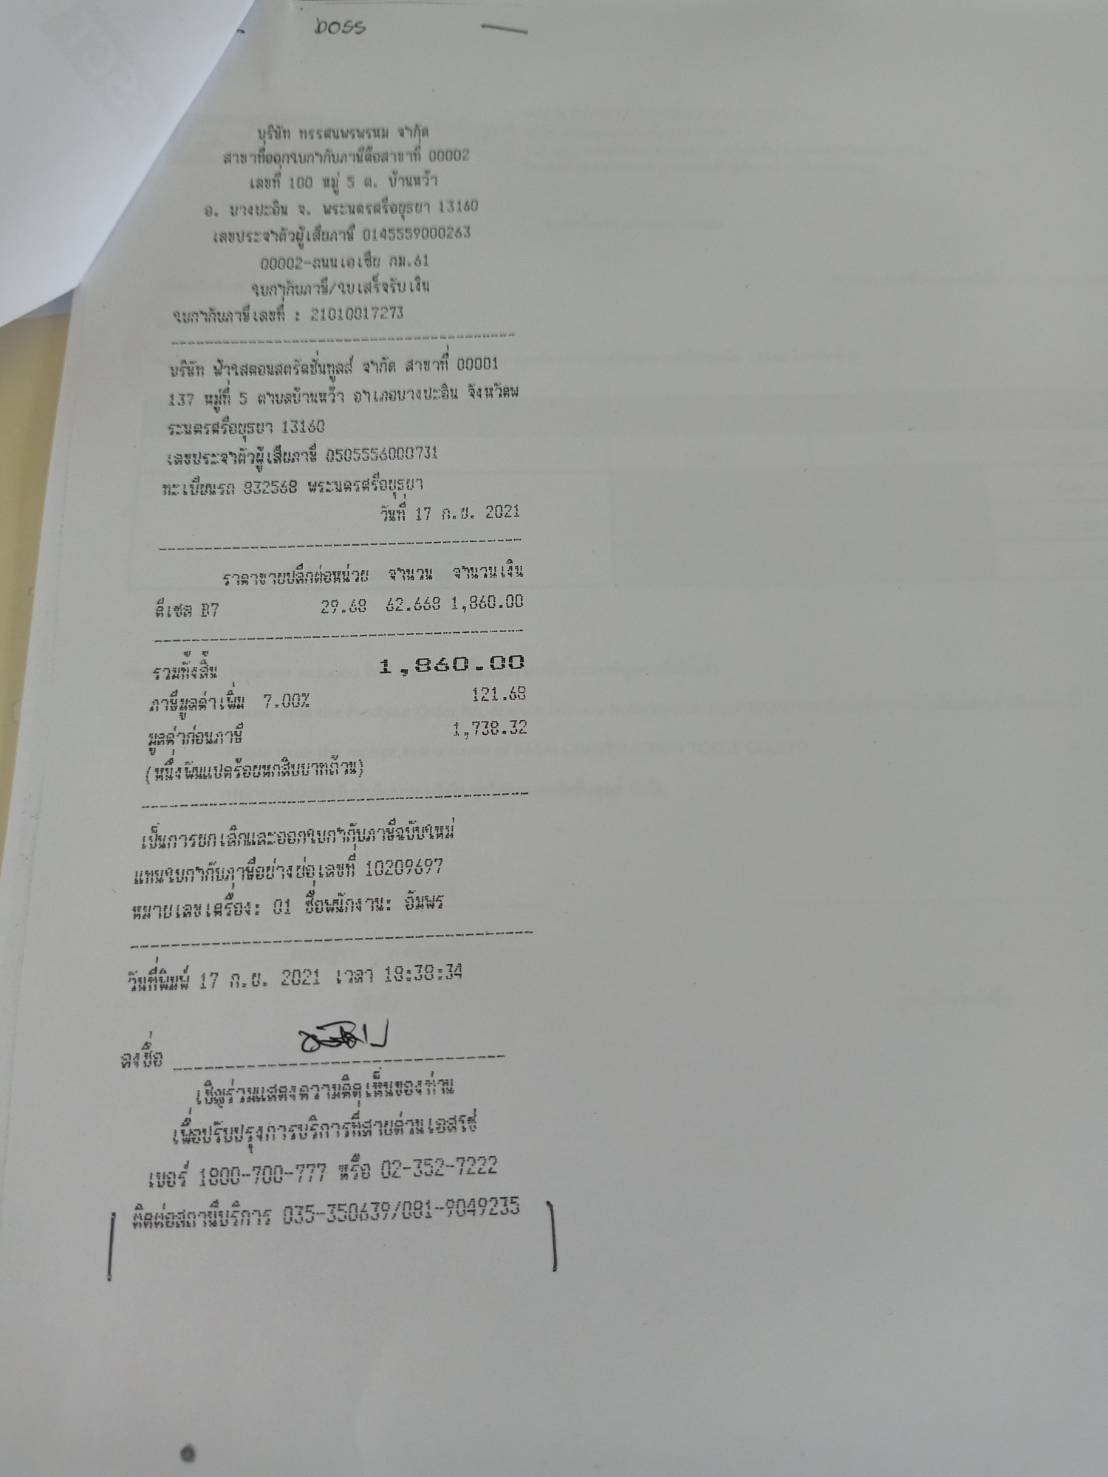 boss
บริษัท ทรรศนพรพรหม จำกัด
สาขาที่ออกใบกำกับภาษีคือสาขาที่ 00002
เลขที่ 100 หมู่ 5 ต. บ้านหว้า
อ. บางปะอิน จ. พระนครศรีอยุธยา 13160
เลขประจำตัวผู้เสียภาษี 0145559000263
00002-ถนนเอเชีย กม.61
ใบกำกับภาษี/ใบเสร็จรับเงิน
ใบกำกับภาษีเลขที่ : 21010017273
บริษัท ฟ้าใสคอนสตรัคชั่นทูลส์ จำกัด สาขาที่ 00001
137 หมู่ที่ 5 ตำบลบ้านหว้า อำเภอบางปะอิน จังหวัดพ
ระนครศรีอยุธยา 13160
เลขประจำตัวผู้เสียภาษี 0505556000731
ทะเบียนรถ 832568 พระนครศรีอยุธยา
วันที่ 17 ก.ย. 2021
ราคาขายปลีกต่อหน่วย จำนวน จำนวนเงิน
ดีเซล B7 29.68 62.668 1,860.00
รวมทั้งสิ้น 1,860.00
ภาษีมูลค่าเพิ่ม 7.00% 121.68
มูลค่าก่อนภาษี 1,738.32
(หนึ่งพันแปดร้อยหกสิบบาทถ้วน)
เป็นการยกเลิกและออกใบกำกับภาษีฉบับใหม่
แทนใบกำกับภาษีอย่างย่อเลขที่ 10209697
หมายเลขเครื่อง: 01 ชื่อพนักงาน: อัมพร
วันที่พิมพ์ 17 ก.ย. 2021 เวลา 18:38:34
ลงชื่อ
เชิญร่วมแสดงความคิดเห็นของท่าน
เพื่อปรับปรุงการบริการที่สายด่วนเอสโซ่
เบอร์ 1800-700-777 หรือ 02-352-7222
ติดต่อสถานีบริการ 035-350639/081-9049235